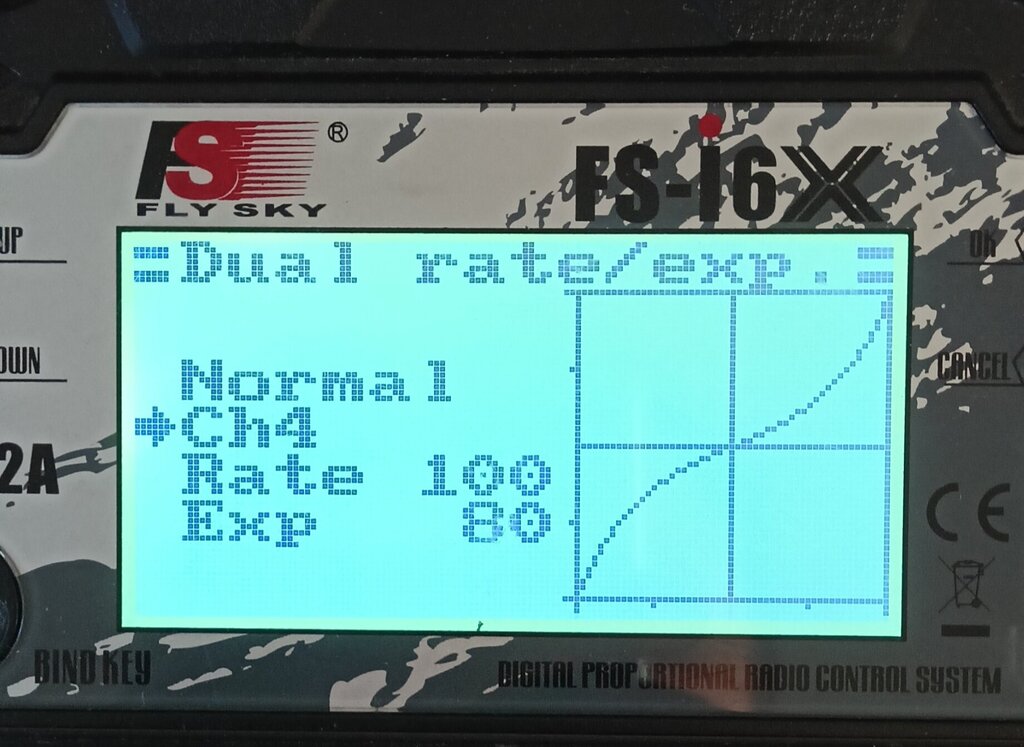 FS®
FLY SKY
FS-i6X
UP
Ok
Dual rate/exp.
DOWN
Normal
CANCEL
Ch4
2A
Rate 100
Exp 80
CE
BIND KEY
DIGITAL PROPORTIONAL RADIO CONTROL SYSTEM